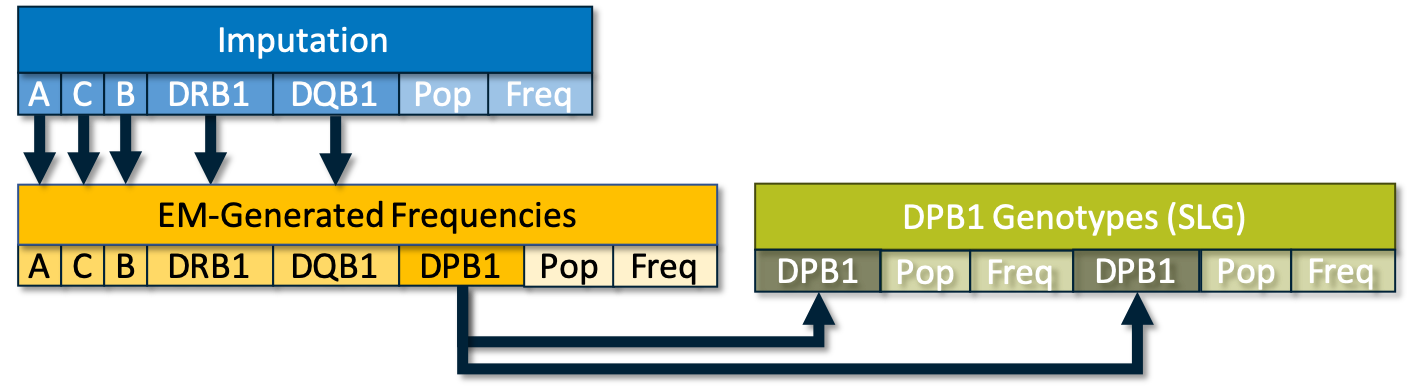 Imputation
A C B DRB1 DQB1 Pop Freq
EM-Generated Frequencies
A C B DRB1 DQB1 DPB1 Pop Freq
DPB1 Genotypes (SLG)
DPB1 Pop Freq DPB1 Pop Freq